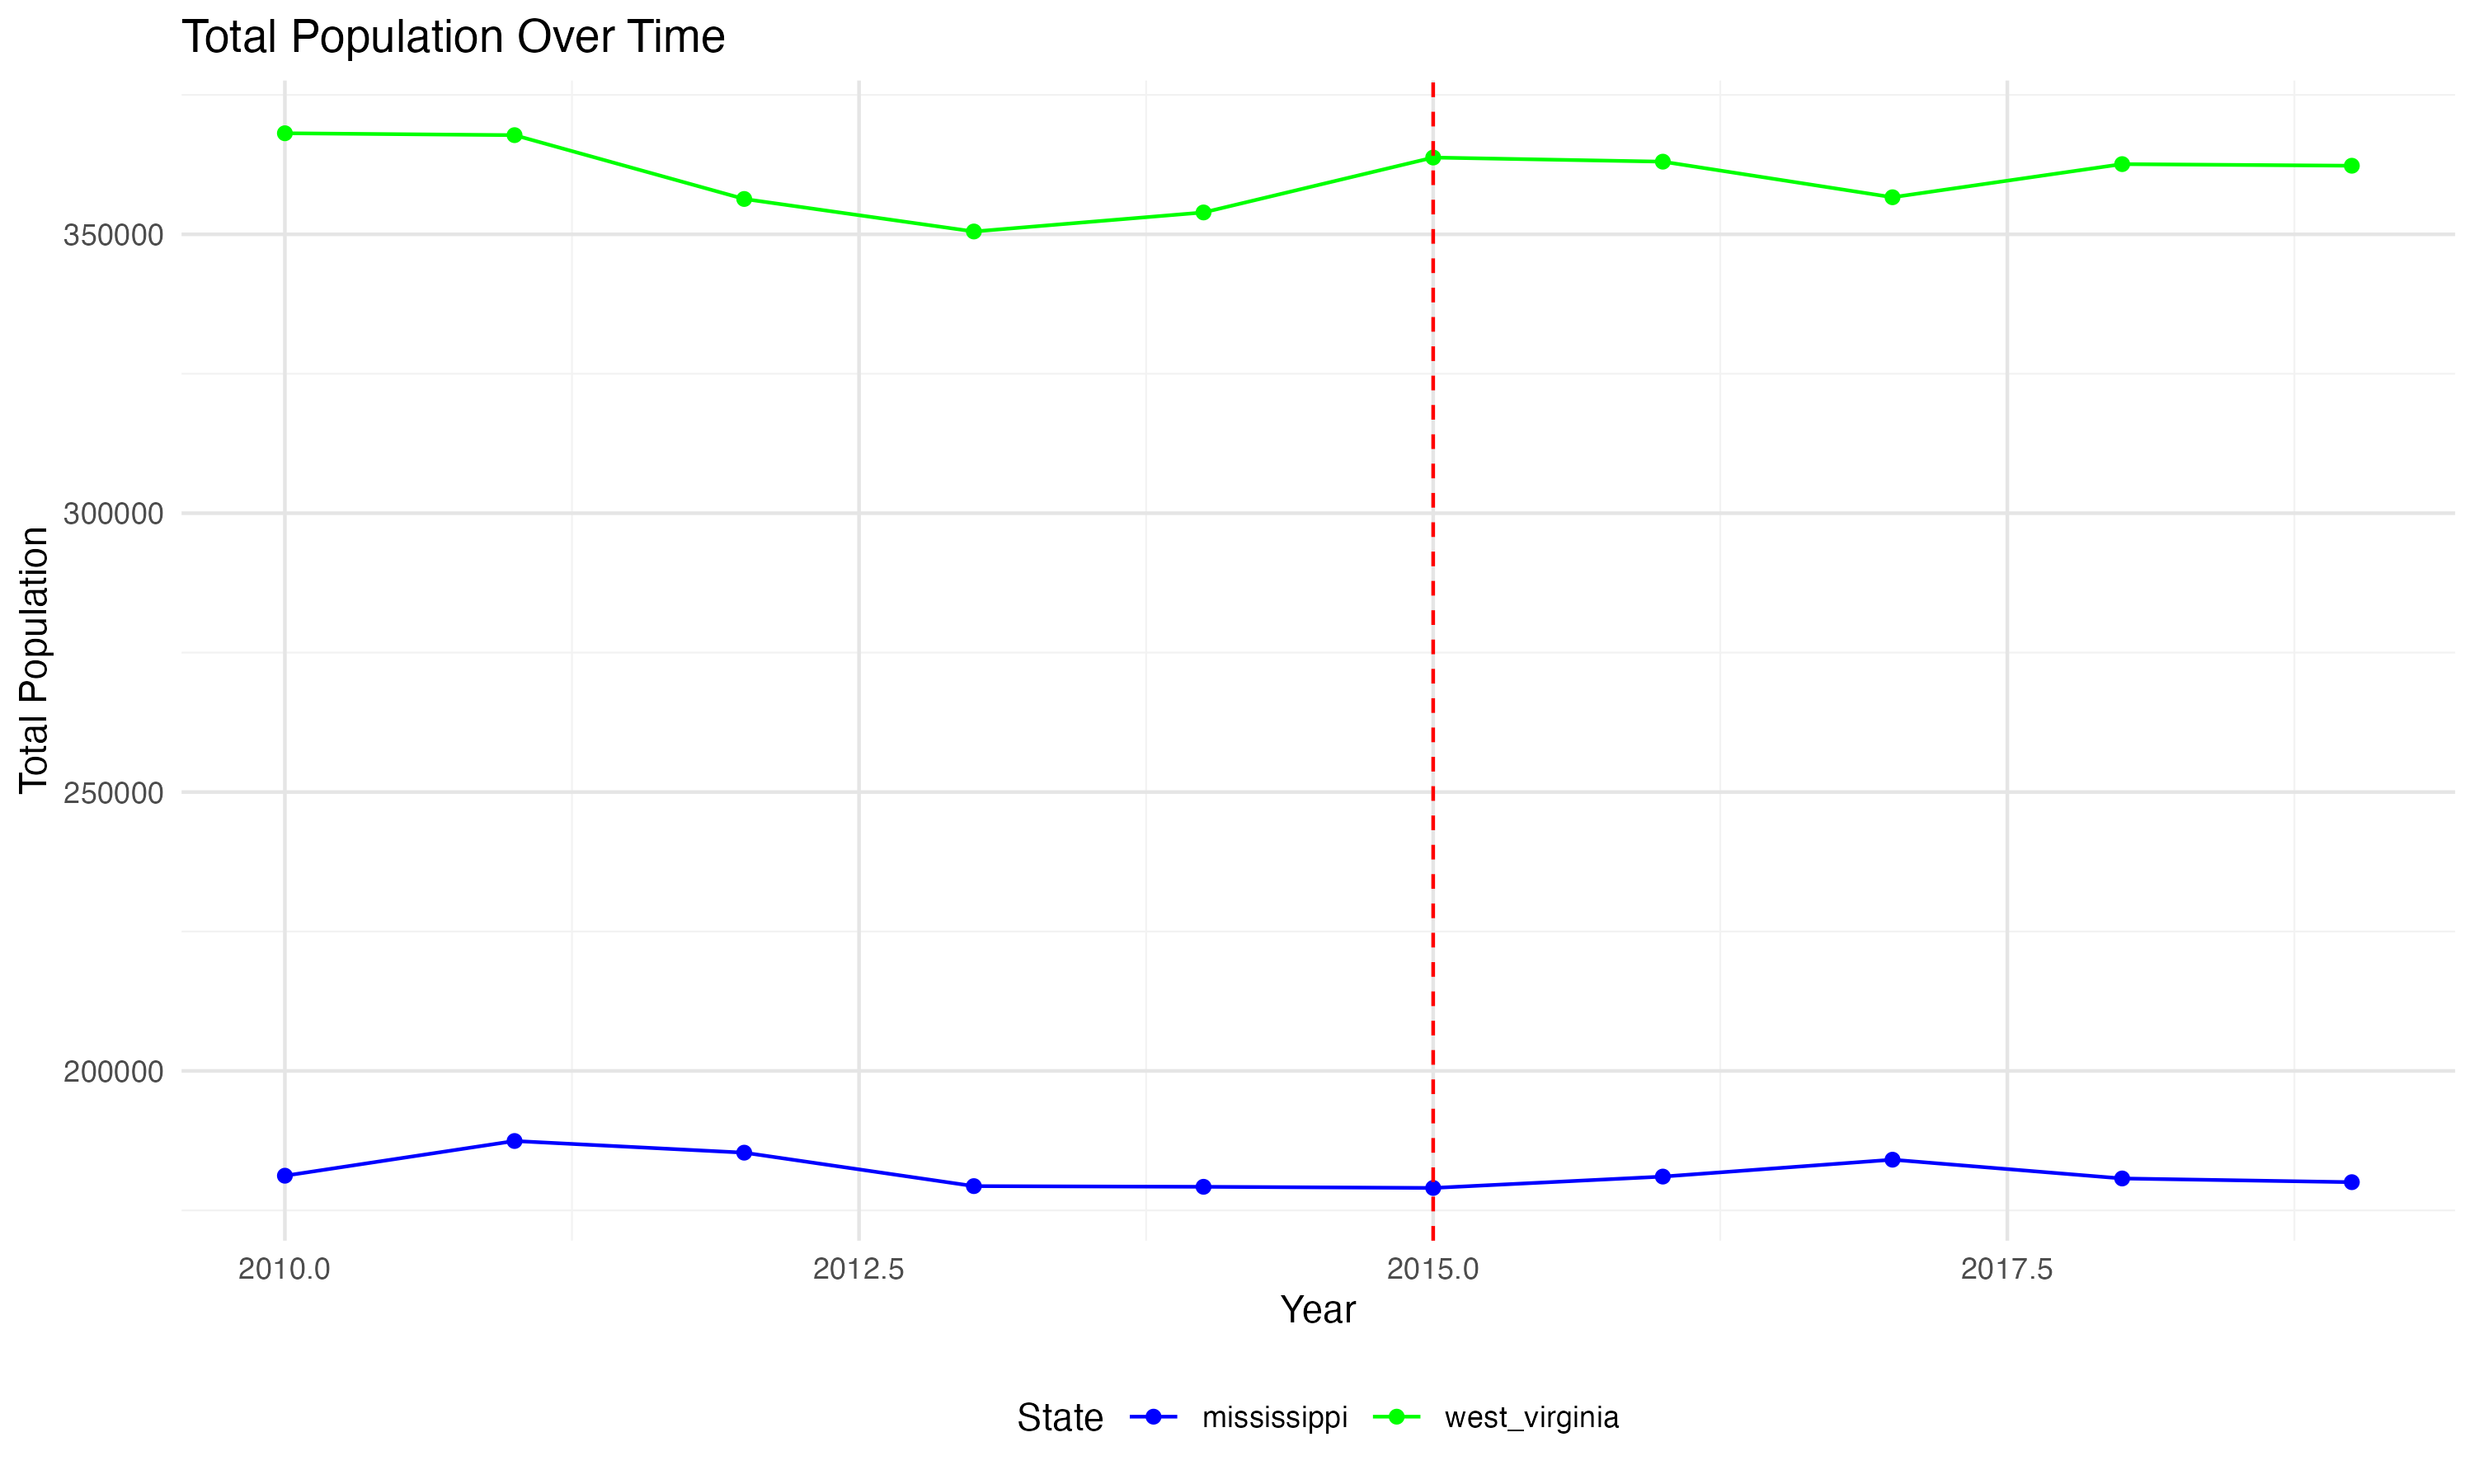 Total Population Over Time
Total Population
350000
300000
250000
200000
2010.0 2012.5 2015.0 2017.5
Year
State mississippi west_virginia